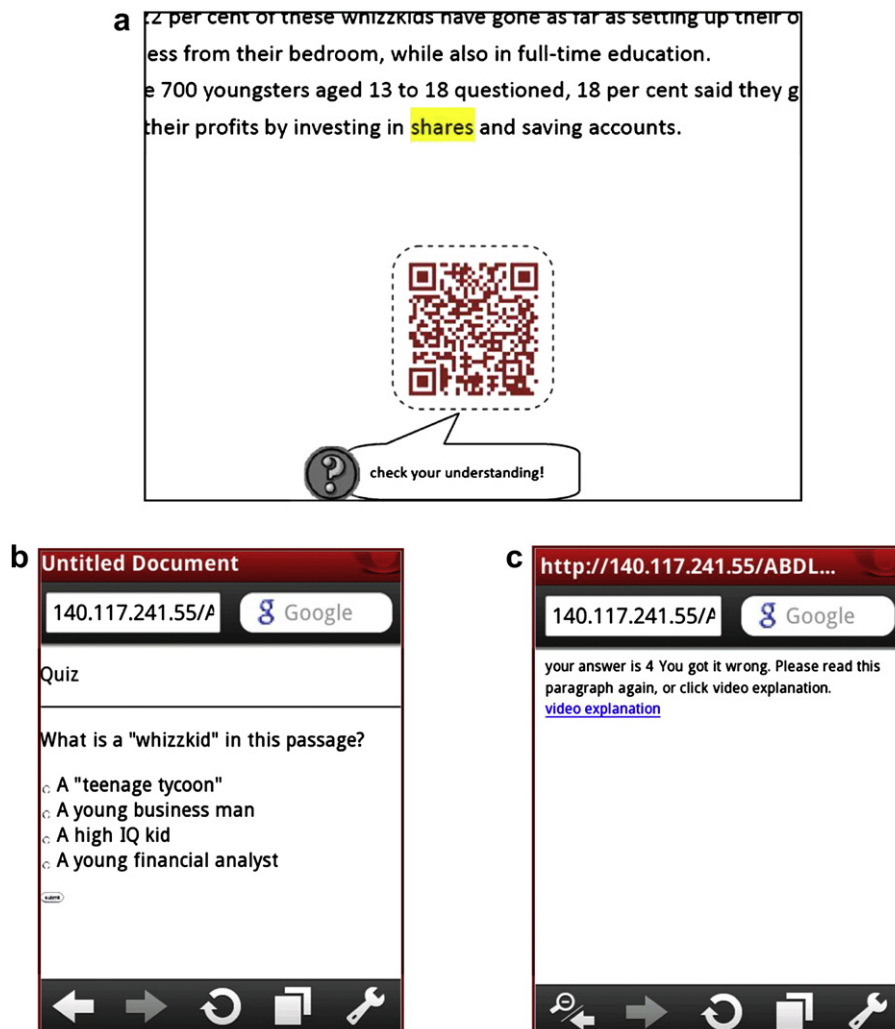 a
22 per cent of these whizzkids have gone as far as setting up their o
ess from their bedroom, while also in full-time education.
e 700 youngsters aged 13 to 18 questioned, 18 per cent said they g
their profits by investing in shares and saving accounts.
?
check your understanding!
b
Untitled Document
140.117.241.55/A
g Google
Quiz
What is a "whizzkid" in this passage?
A "teenage tycoon"
A young business man
A high IQ kid
A young financial analyst
submit
c
http://140.117.241.55/ABDL...
140.117.241.55/A
g Google
your answer is 4 You got it wrong. Please read this
paragraph again, or click video explanation.
video explanation